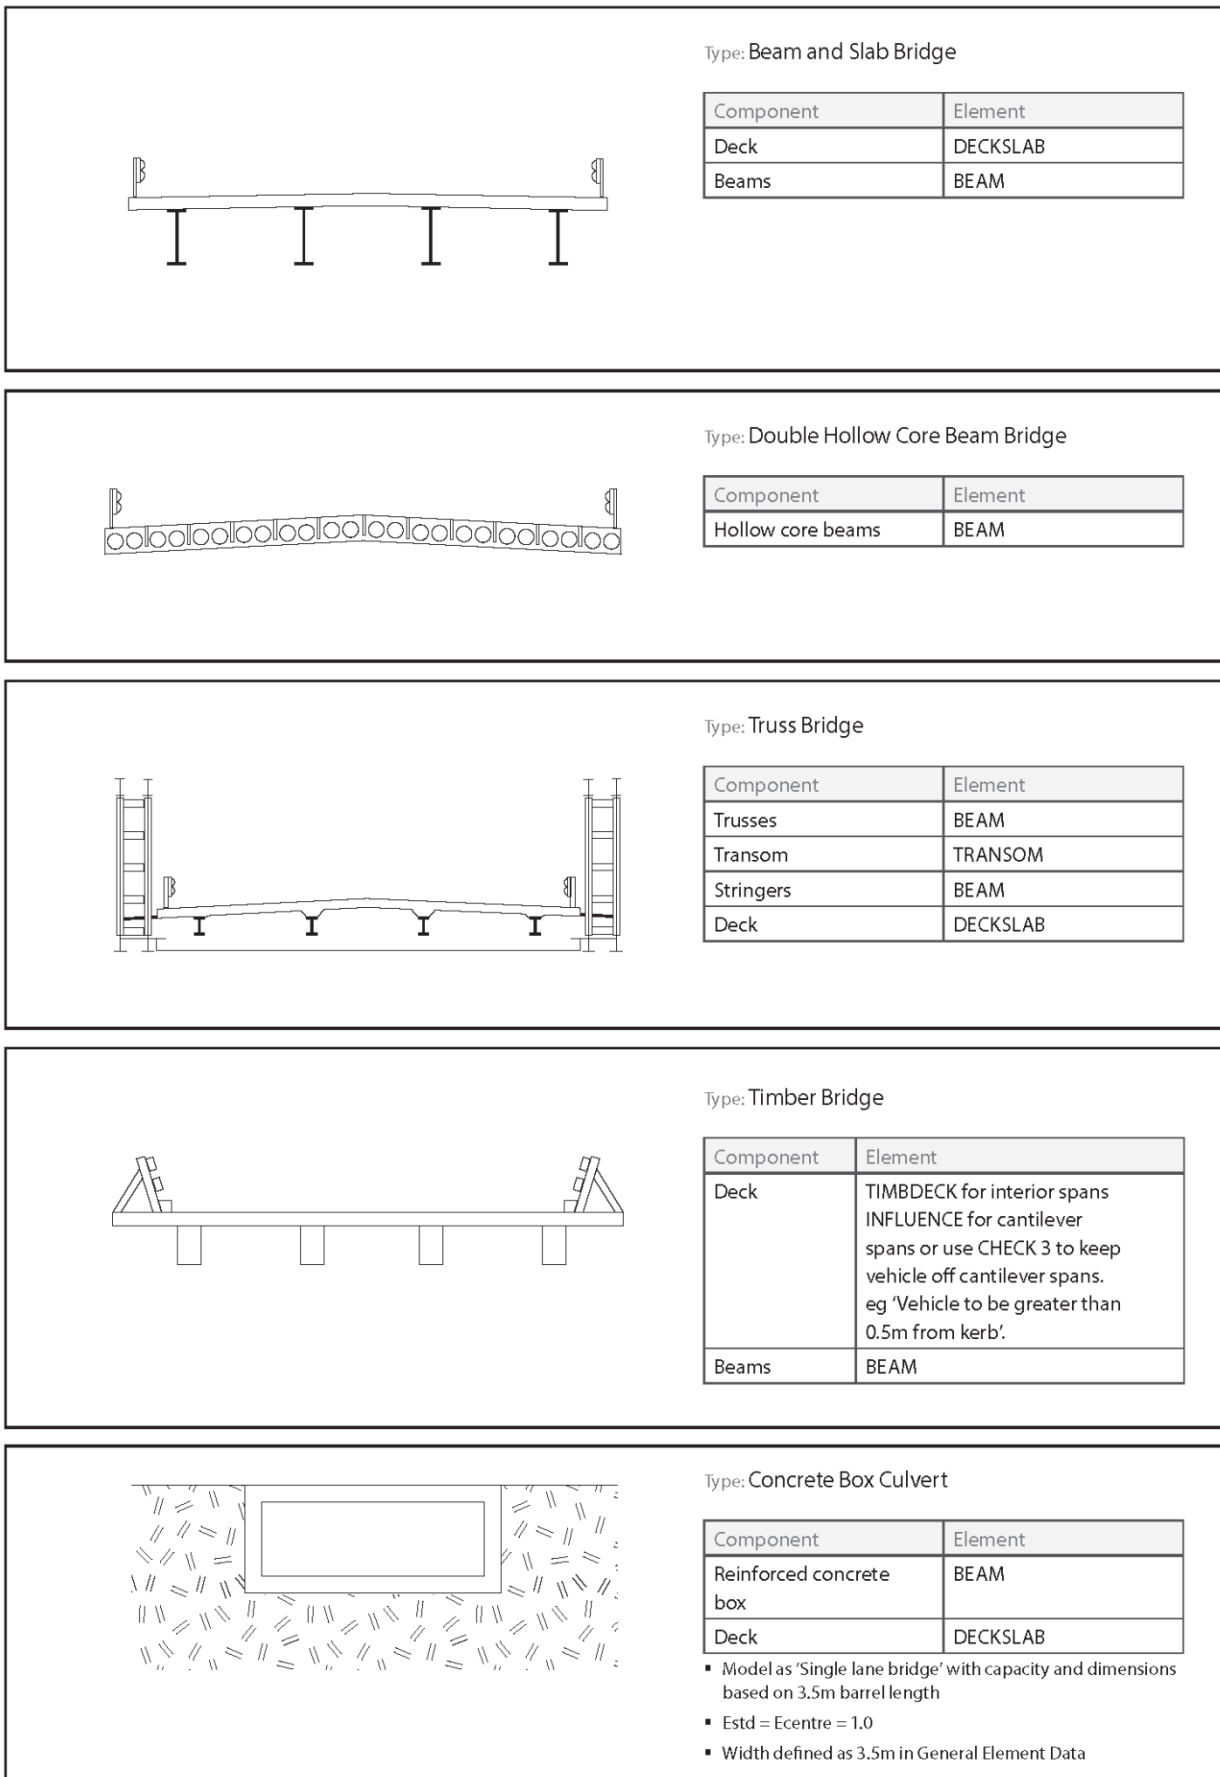 Type: Beam and Slab Bridge
Component Element
Deck DECKSLAB
Beams BEAM
Type: Double Hollow Core Beam Bridge
Component Element
Hollow core beams BEAM
Type: Truss Bridge
Component Element
Trusses BEAM
Transom TRANSOM
Stringers BEAM
Deck DECKSLAB
Type: Timber Bridge
Component Element
Deck TIMBDECK for interior spans
INFLUENCE for cantilever
spans or use CHECK 3 to keep
vehicle off cantilever spans.
eg ‘Vehicle to be greater than
0.5m from kerb’.
Beams BEAM
Type: Concrete Box Culvert
Component Element
Reinforced concrete BEAM
box
Deck DECKSLAB
▪ Model as ‘Single lane bridge’ with capacity and dimensions
based on 3.5m barrel length
▪ Estd = Ecentre = 1.0
▪ Width defined as 3.5m in General Element Data